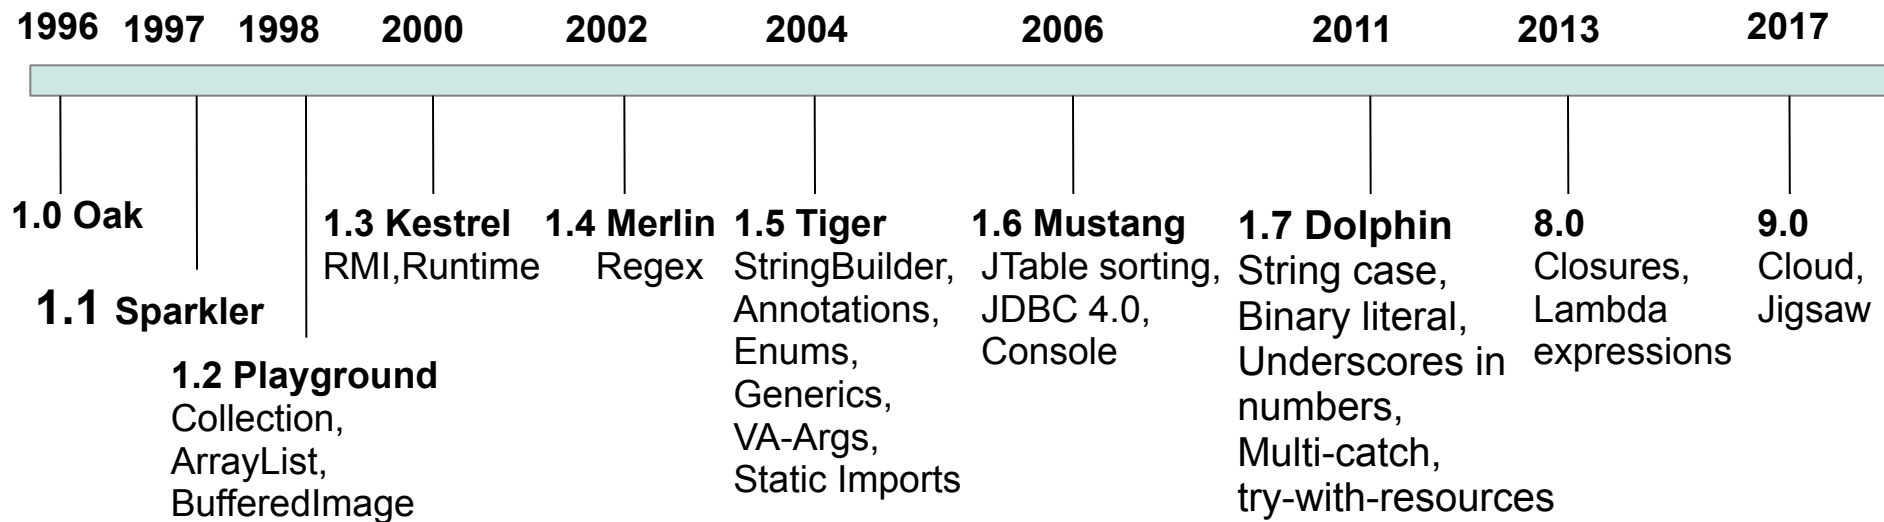 1996 1997 1998 2000 2002 2004 2006 2011 2013 2017
1.0 Oak
1.1 Sparkler
1.2 Playground
Collection,
ArrayList,
BufferedImage
1.3 Kestrel
RMI,Runtime
1.4 Merlin
Regex
1.5 Tiger
StringBuilder,
Annotations,
Enums,
Generics,
VA-Args,
Static Imports
1.6 Mustang
JTable sorting,
JDBC 4.0,
Console
1.7 Dolphin
String case,
Binary literal,
Underscores in
numbers,
Multi-catch,
try-with-resources
8.0
Closures,
Lambda
expressions
9.0
Cloud,
Jigsaw